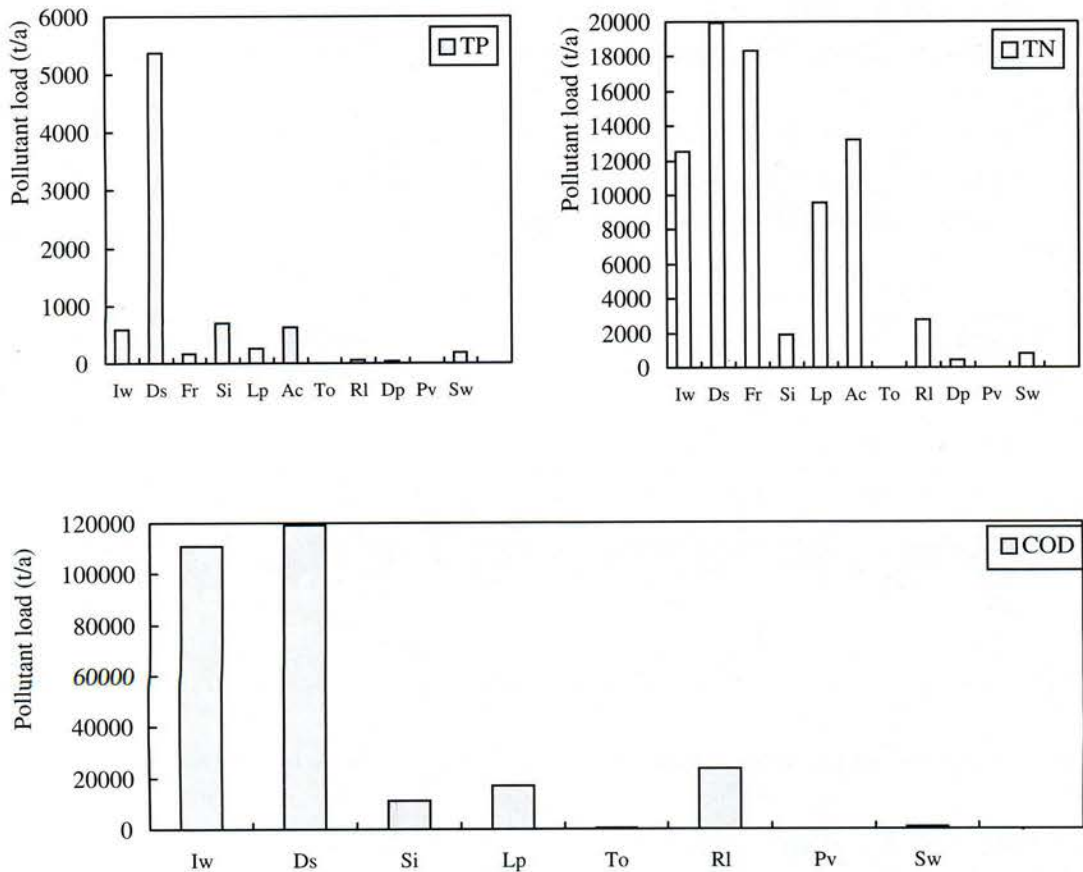 Pollutant load (t/a)
6000
5000
4000
3000
2000
1000
0
TP
Iw Ds Fr Si Lp Ac To Rl Dp Pv Sw
Pollutant load (t/a)
20000
18000
16000
14000
12000
10000
8000
6000
4000
2000
0
TN
Iw Ds Fr Si Lp Ac To Rl Dp Pv Sw
Pollutant load (t/a)
120000
100000
80000
60000
40000
20000
0
COD
Iw Ds Si Lp To Rl Pv Sw